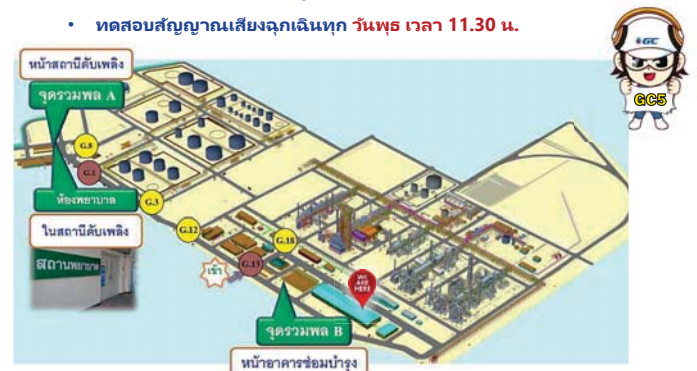 • ทดสอบสัญญาณเสียงฉุกเฉินทุก วันพุธ เวลา 11.30 น.
GC
GC5
หน้าสถานีดับเพลิง
จุดรวมพล A
G.8
G.1
ห้องพยาบาล
G.3
ในสถานีดับเพลิง
G.12
G.18
สถานพยาบาล
เข้า
G.13
WE ARE HERE
จุดรวมพล B
หน้าอาคารซ่อมบำรุง